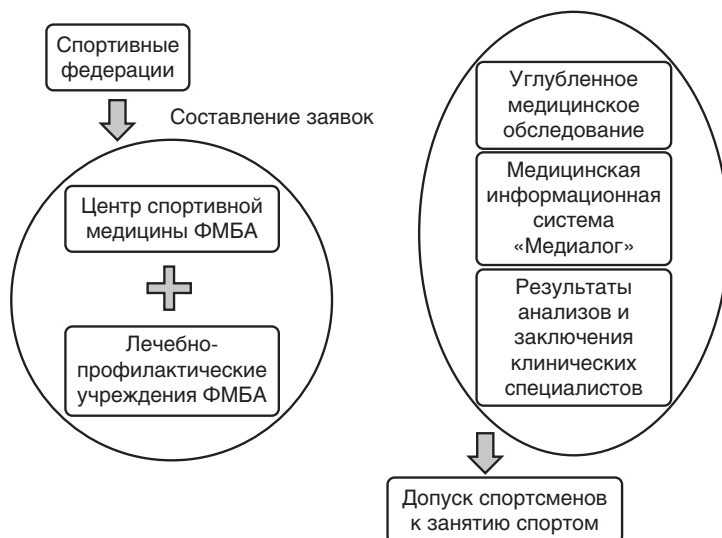 Спортивные
федерации
Составление заявок
Центр спортивной
медицины ФМБА
Лечебно-
профилактические
учреждения ФМБА
Углубленное
медицинское
обследование
Медицинская
информационная
система
«Медиалог»
Результаты
анализов и
заключения
клинических
специалистов
Допуск спортсменов
к занятию спортом